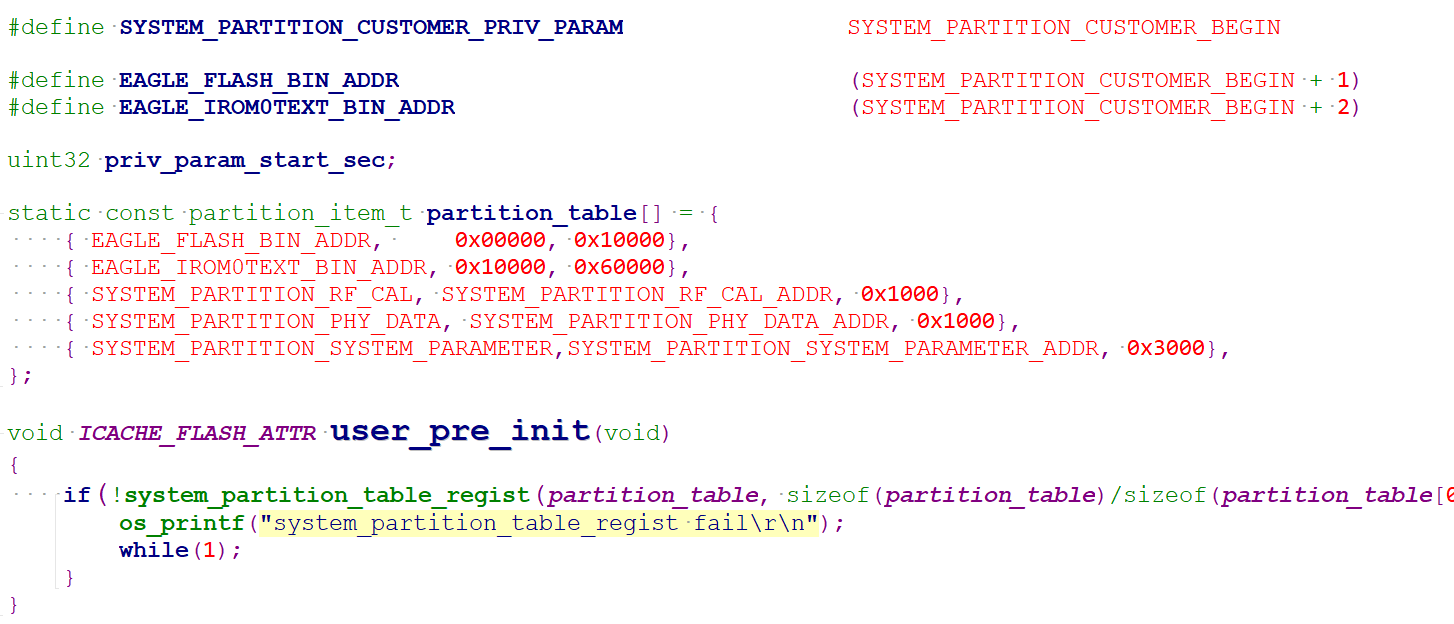 #define SYSTEM_PARTITION_CUSTOMER_PRIV_PARAM SYSTEM_PARTITION_CUSTOMER_BEGIN
#define EAGLE_FLASH_BIN_ADDR (SYSTEM_PARTITION_CUSTOMER_BEGIN + 1)
#define EAGLE_IROM0TEXT_BIN_ADDR (SYSTEM_PARTITION_CUSTOMER_BEGIN + 2)
uint32 priv_param_start_sec;
static const partition_item_t partition_table[] = {
{ EAGLE_FLASH_BIN_ADDR, 0x00000, 0x10000},
{ EAGLE_IROM0TEXT_BIN_ADDR, 0x10000, 0x60000},
{ SYSTEM_PARTITION_RF_CAL, SYSTEM_PARTITION_RF_CAL_ADDR, 0x1000},
{ SYSTEM_PARTITION_PHY_DATA, SYSTEM_PARTITION_PHY_DATA_ADDR, 0x1000},
{ SYSTEM_PARTITION_SYSTEM_PARAMETER,SYSTEM_PARTITION_SYSTEM_PARAMETER_ADDR, 0x3000},
};
void ICACHE_FLASH_ATTR user_pre_init(void)
{
if(!system_partition_table_regist(partition_table, sizeof(partition_table)/sizeof(partition_table[0
os_printf("system_partition_table_regist fail\r\n");
while(1);
}
}